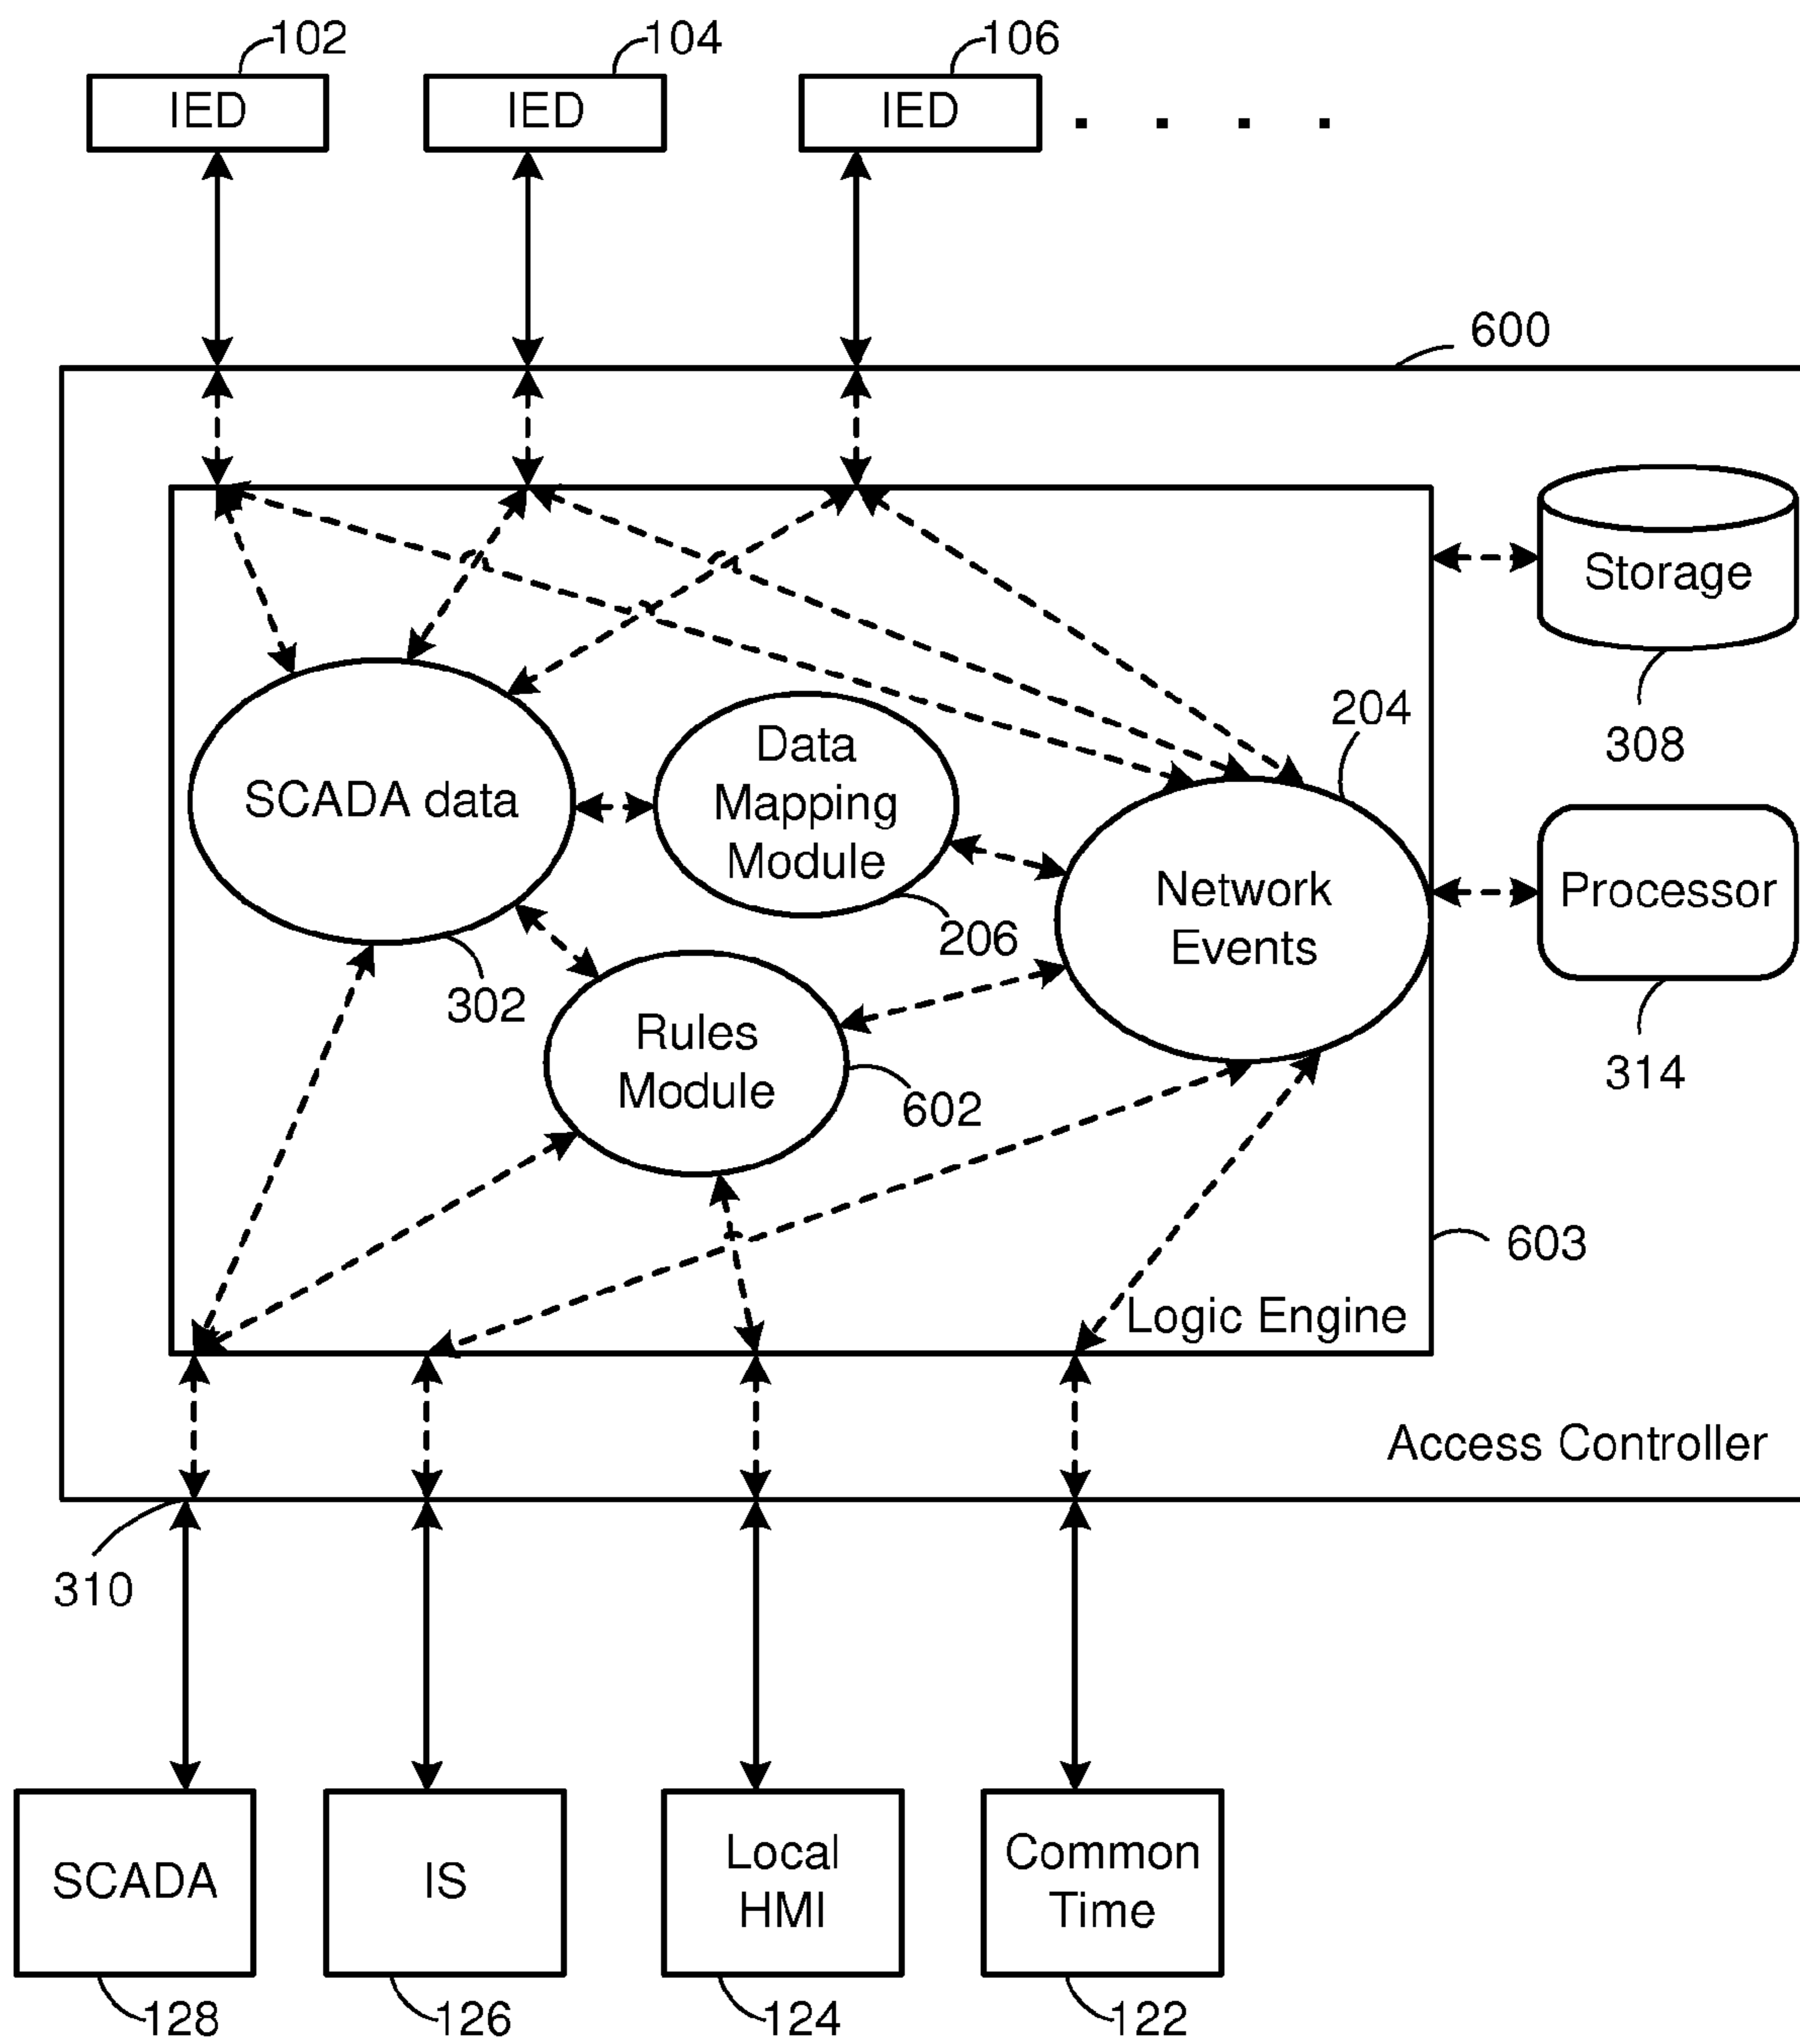 102
104
106
IED
IED
IED
600
Storage
308
204
SCADA data
Data
Mapping
Module
206
Network
Events
Processor
314
302
Rules
Module
602
603
Logic Engine
Access Controller
310
SCADA
IS
Local
HMI
Common
Time
128
126
124
122